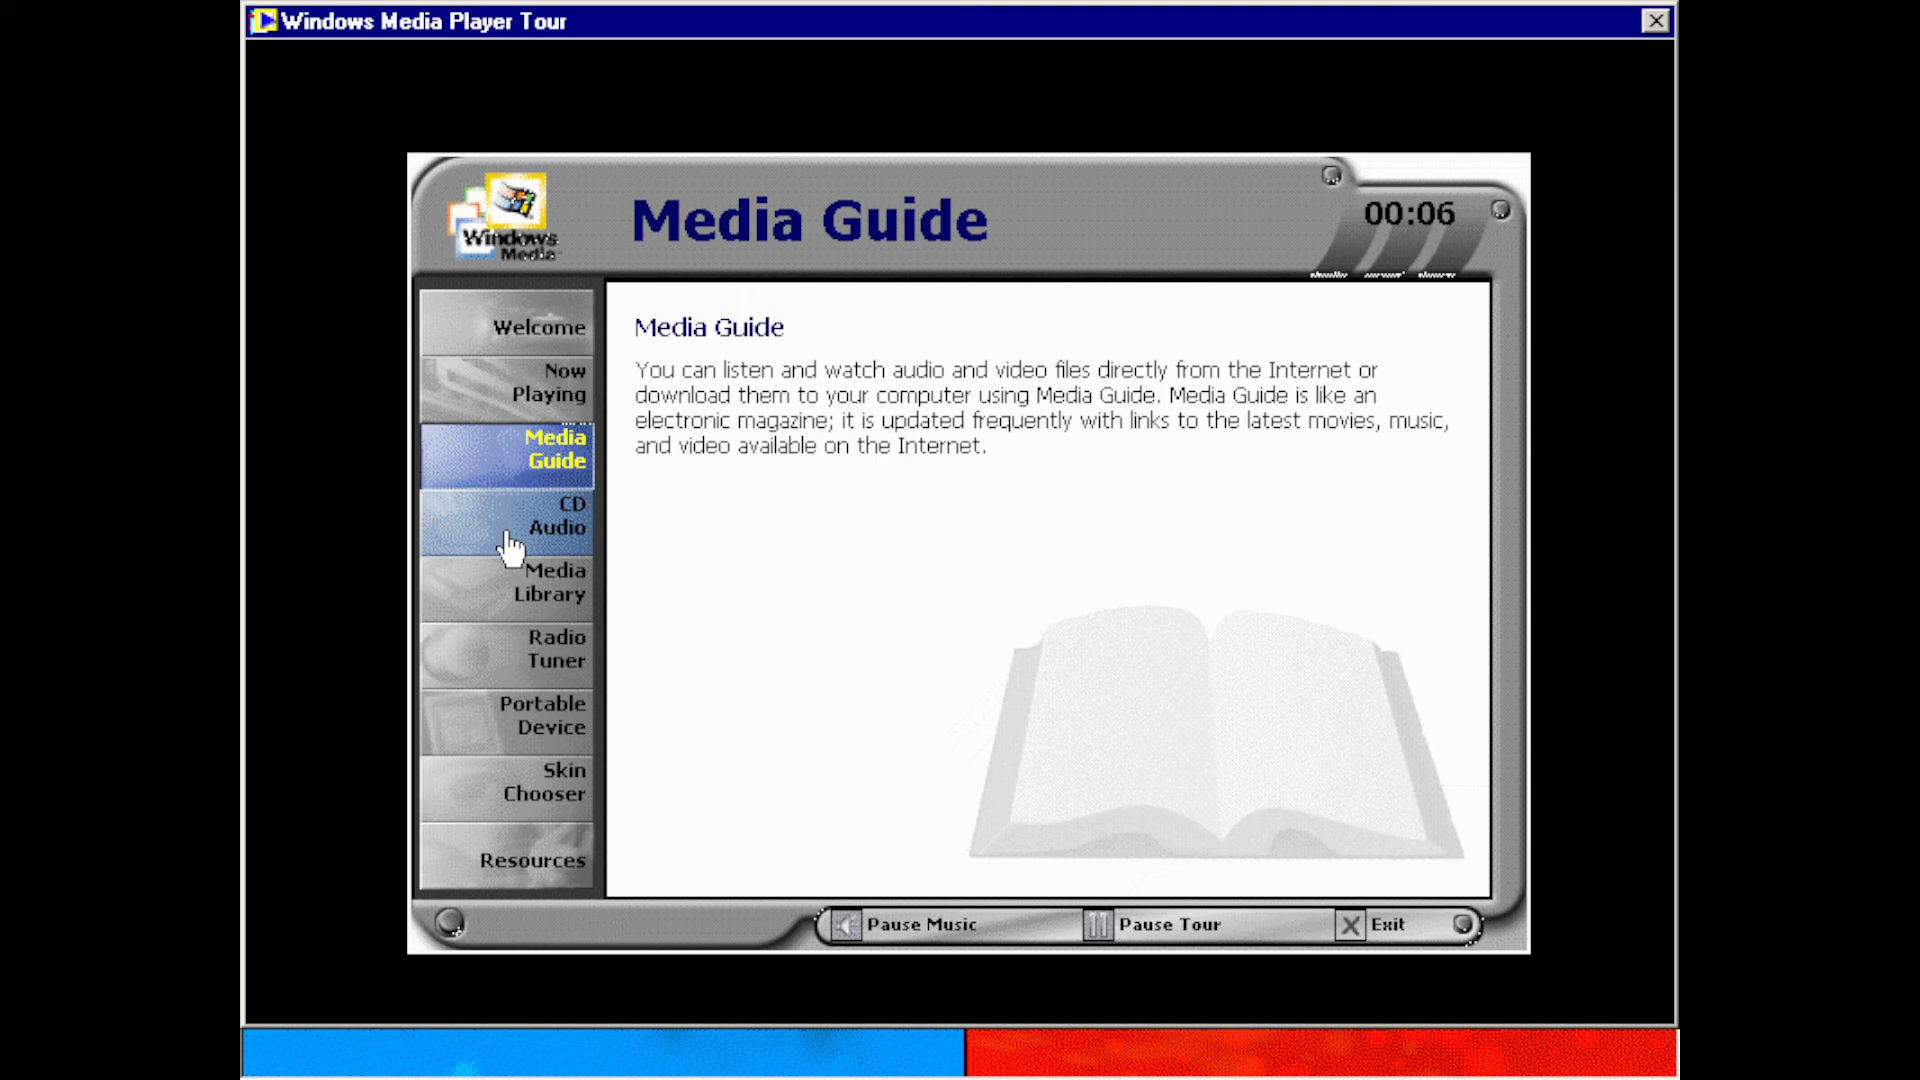 Windows Media Player Tour
Windows
Media
Media Guide
00:06
Welcome
Now
Playing
Media
Guide
CD
Audio
Media
Library
Radio
Tuner
Portable
Device
Skin
Chooser
Resources
Media Guide
You can listen and watch audio and video files directly from the Internet or
download them to your computer using Media Guide. Media Guide is like an
electronic magazine; it is updated frequently with links to the latest movies, music,
and video available on the Internet.
Pause Music
Pause Tour
Exit